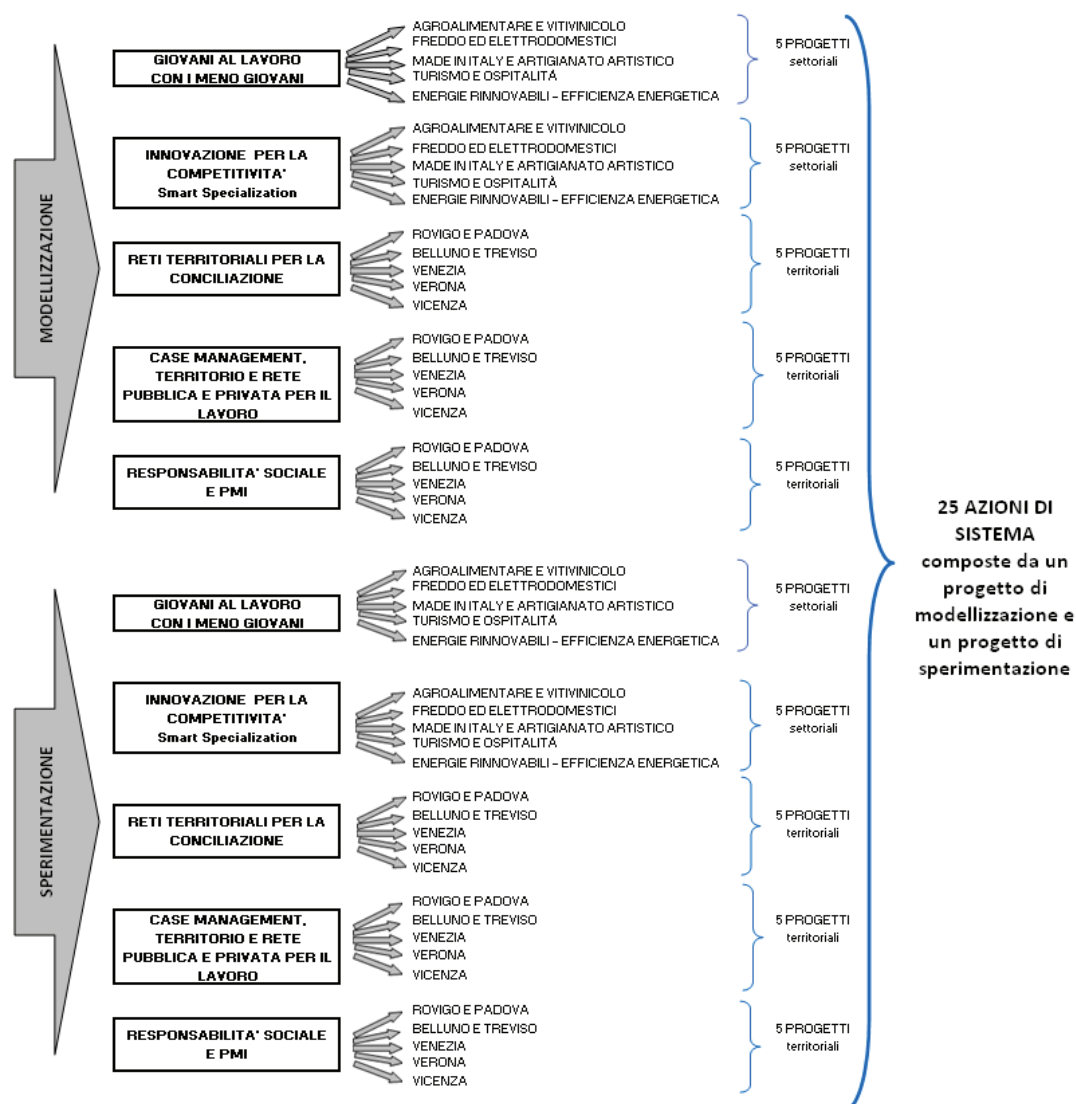 MODELLIZZAZIONE
GIOVANI AL LAVORO
CON I MENO GIOVANI
AGROALIMENTARE E VITIVINICOLO
FREDDO ED ELETTRODOMESTICI
MADE IN ITALY E ARTIGIANATO ARTISTICO
TURISMO E OSPITALITÀ
ENERGIE RINNOVABILI – EFFICIENZA ENERGETICA
5 PROGETTI
settoriali
INNOVAZIONE PER LA
COMPETITIVITA'
Smart Specialization
AGROALIMENTARE E VITIVINICOLO
FREDDO ED ELETTRODOMESTICI
MADE IN ITALY E ARTIGIANATO ARTISTICO
TURISMO E OSPITALITÀ
ENERGIE RINNOVABILI – EFFICIENZA ENERGETICA
5 PROGETTI
settoriali
RETI TERRITORIALI PER LA
CONCILIAZIONE
ROVIGO E PADOVA
BELLUNO E TREVISO
VENEZIA
VERONA
VICENZA
5 PROGETTI
territoriali
CASE MANAGEMENT,
TERRITORIO E RETE
PUBBLICA E PRIVATA PER IL
LAVORO
ROVIGO E PADOVA
BELLUNO E TREVISO
VENEZIA
VERONA
VICENZA
5 PROGETTI
territoriali
RESPONSABILITA' SOCIALE
E PMI
ROVIGO E PADOVA
BELLUNO E TREVISO
VENEZIA
VERONA
VICENZA
5 PROGETTI
territoriali
SPERIMENTAZIONE
GIOVANI AL LAVORO
CON I MENO GIOVANI
AGROALIMENTARE E VITIVINICOLO
FREDDO ED ELETTRODOMESTICI
MADE IN ITALY E ARTIGIANATO ARTISTICO
TURISMO E OSPITALITÀ
ENERGIE RINNOVABILI – EFFICIENZA ENERGETICA
5 PROGETTI
settoriali
INNOVAZIONE PER LA
COMPETITIVITA'
Smart Specialization
AGROALIMENTARE E VITIVINICOLO
FREDDO ED ELETTRODOMESTICI
MADE IN ITALY E ARTIGIANATO ARTISTICO
TURISMO E OSPITALITÀ
ENERGIE RINNOVABILI – EFFICIENZA ENERGETICA
5 PROGETTI
settoriali
RETI TERRITORIALI PER LA
CONCILIAZIONE
ROVIGO E PADOVA
BELLUNO E TREVISO
VENEZIA
VERONA
VICENZA
5 PROGETTI
territoriali
CASE MANAGEMENT,
TERRITORIO E RETE
PUBBLICA E PRIVATA PER IL
LAVORO
ROVIGO E PADOVA
BELLUNO E TREVISO
VENEZIA
VERONA
VICENZA
5 PROGETTI
territoriali
RESPONSABILITA' SOCIALE
E PMI
ROVIGO E PADOVA
BELLUNO E TREVISO
VENEZIA
VERONA
VICENZA
5 PROGETTI
territoriali
25 AZIONI DI
SISTEMA
composte da un
progetto di
modellizzazione e
un progetto di
sperimentazione